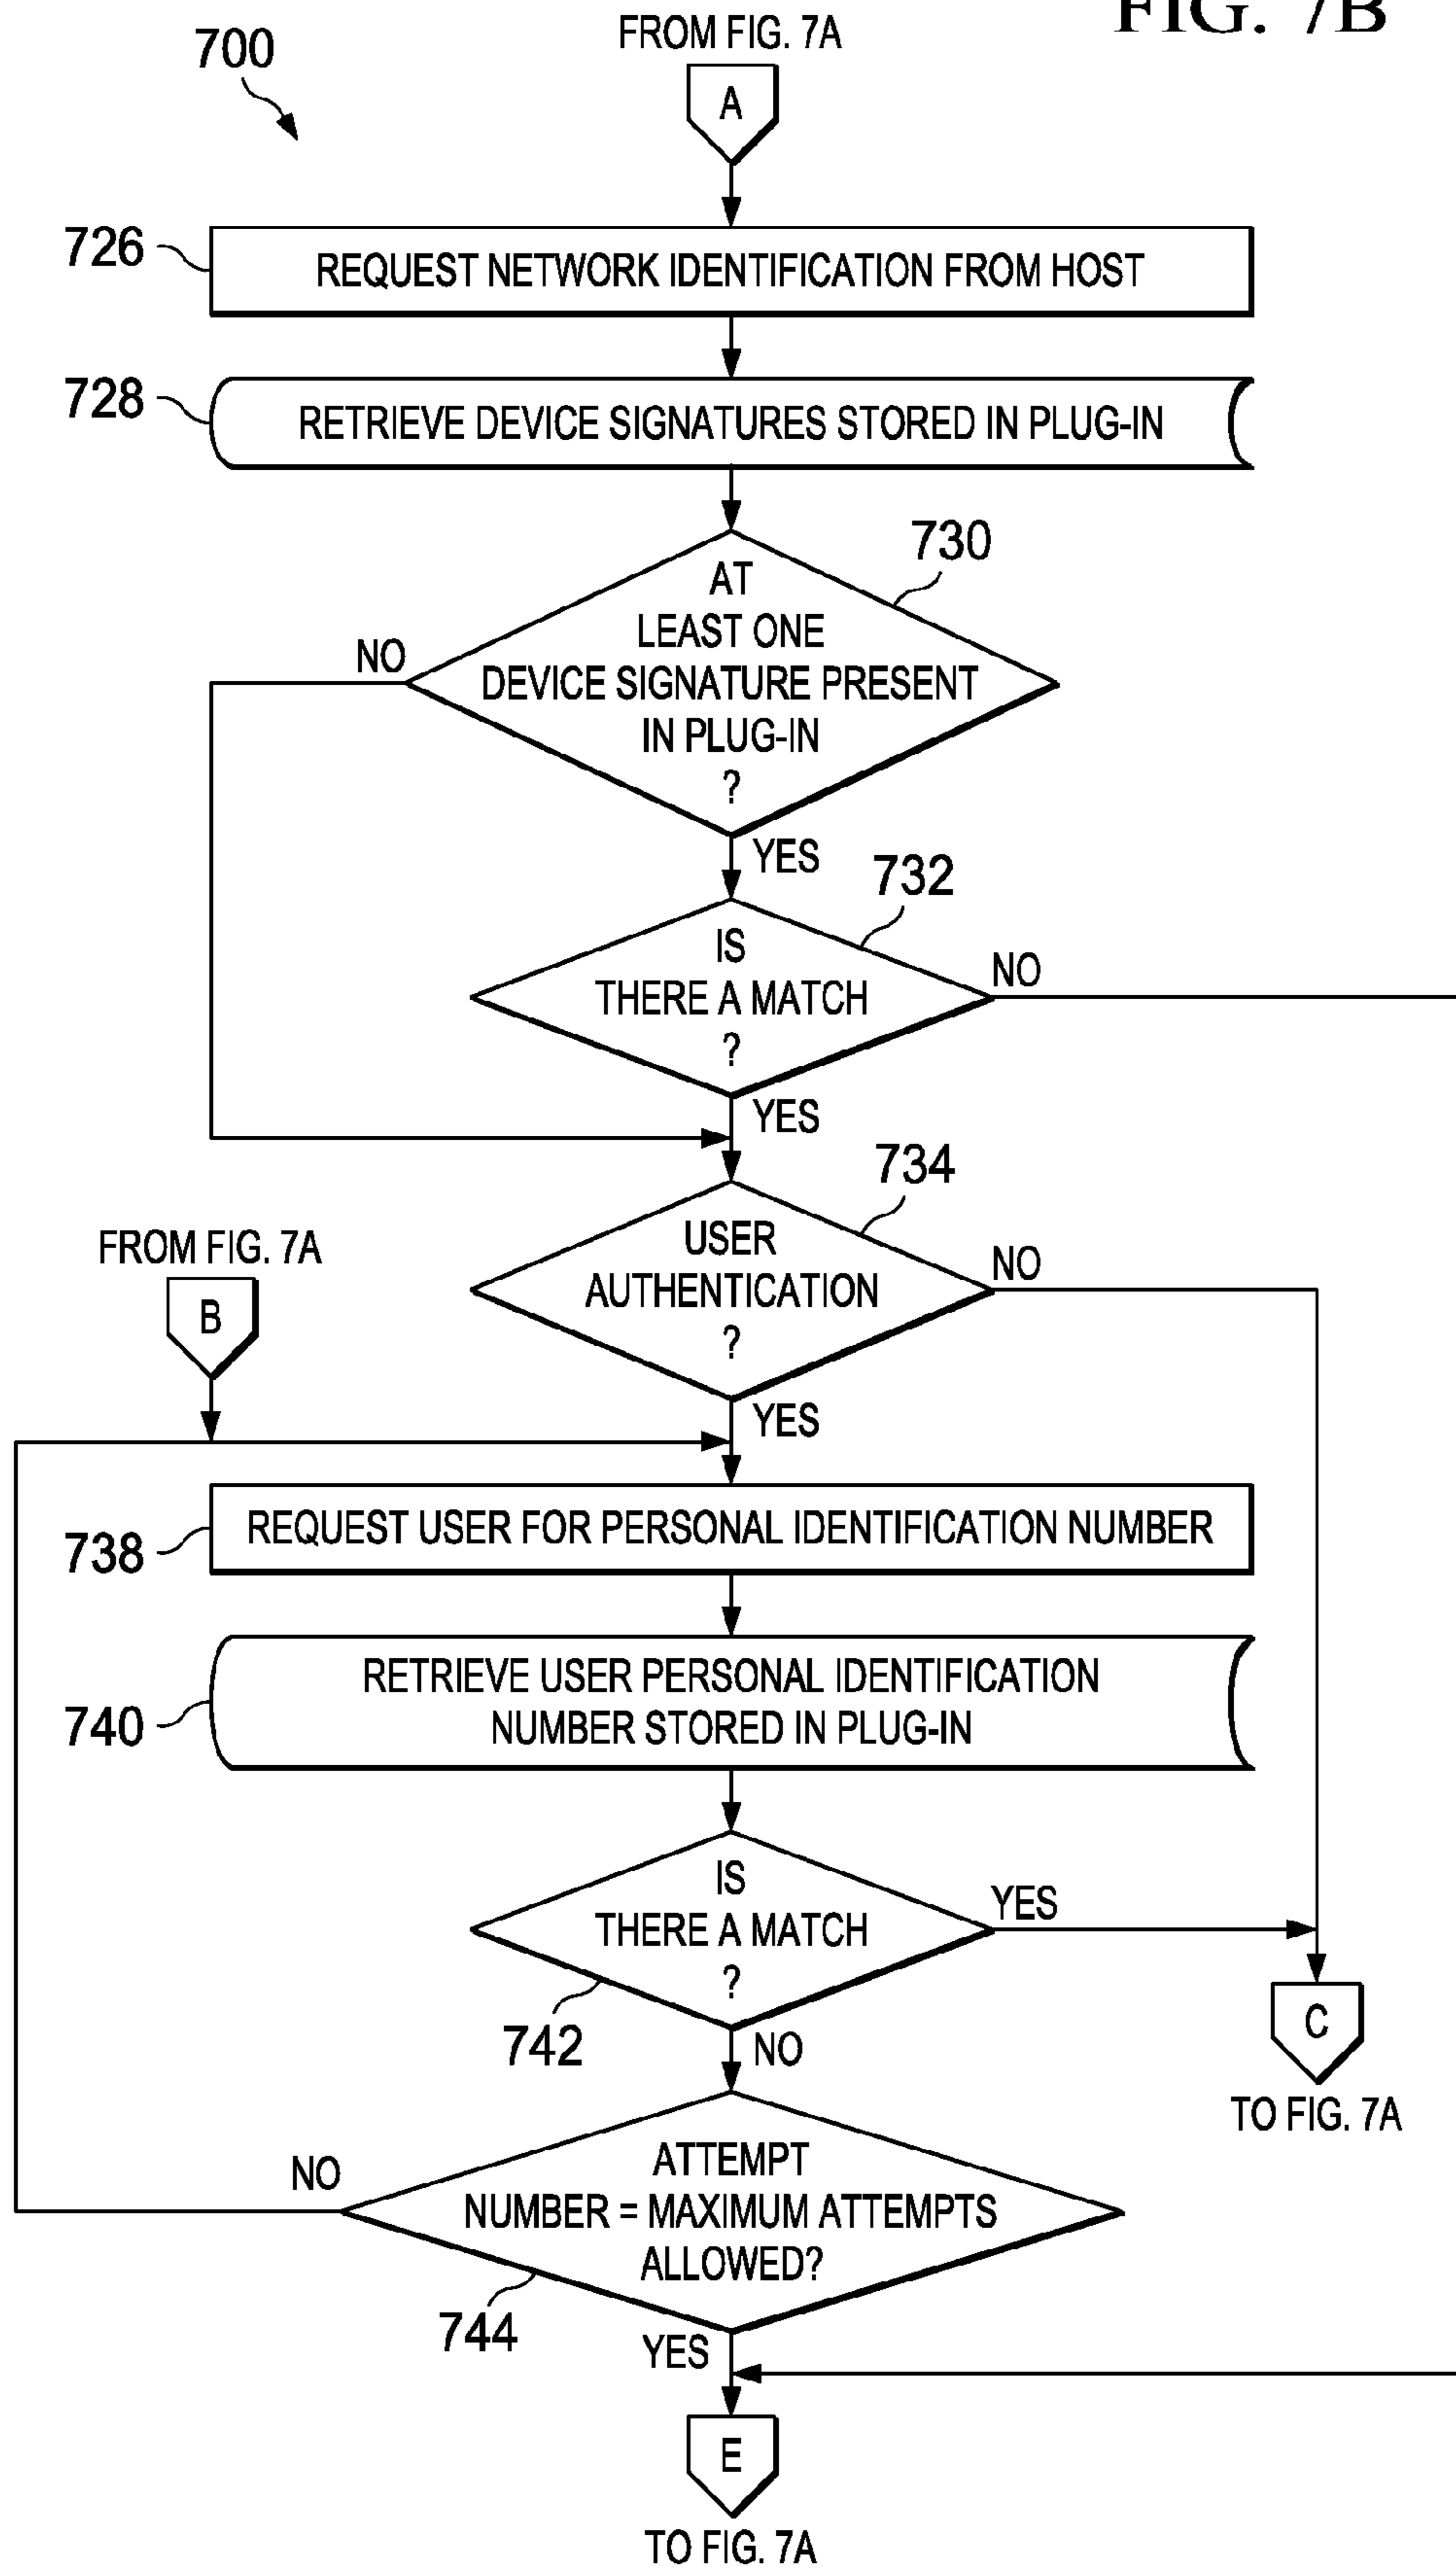 FIG. 7B
FROM FIG. 7A
700
A
726
REQUEST NETWORK IDENTIFICATION FROM HOST
728
RETRIEVE DEVICE SIGNATURES STORED IN PLUG-IN
730
AT
LEAST ONE
DEVICE SIGNATURE PRESENT
IN PLUG-IN
?
NO
YES
732
IS
THERE A MATCH
?
NO
YES
734
USER
AUTHENTICATION
?
NO
YES
FROM FIG. 7A
B
738
REQUEST USER FOR PERSONAL IDENTIFICATION NUMBER
740
RETRIEVE USER PERSONAL IDENTIFICATION
NUMBER STORED IN PLUG-IN
IS
THERE A MATCH
?
YES
742
NO
C
TO FIG. 7A
ATTEMPT
NUMBER = MAXIMUM ATTEMPTS
ALLOWED?
NO
744
YES
E
TO FIG. 7A